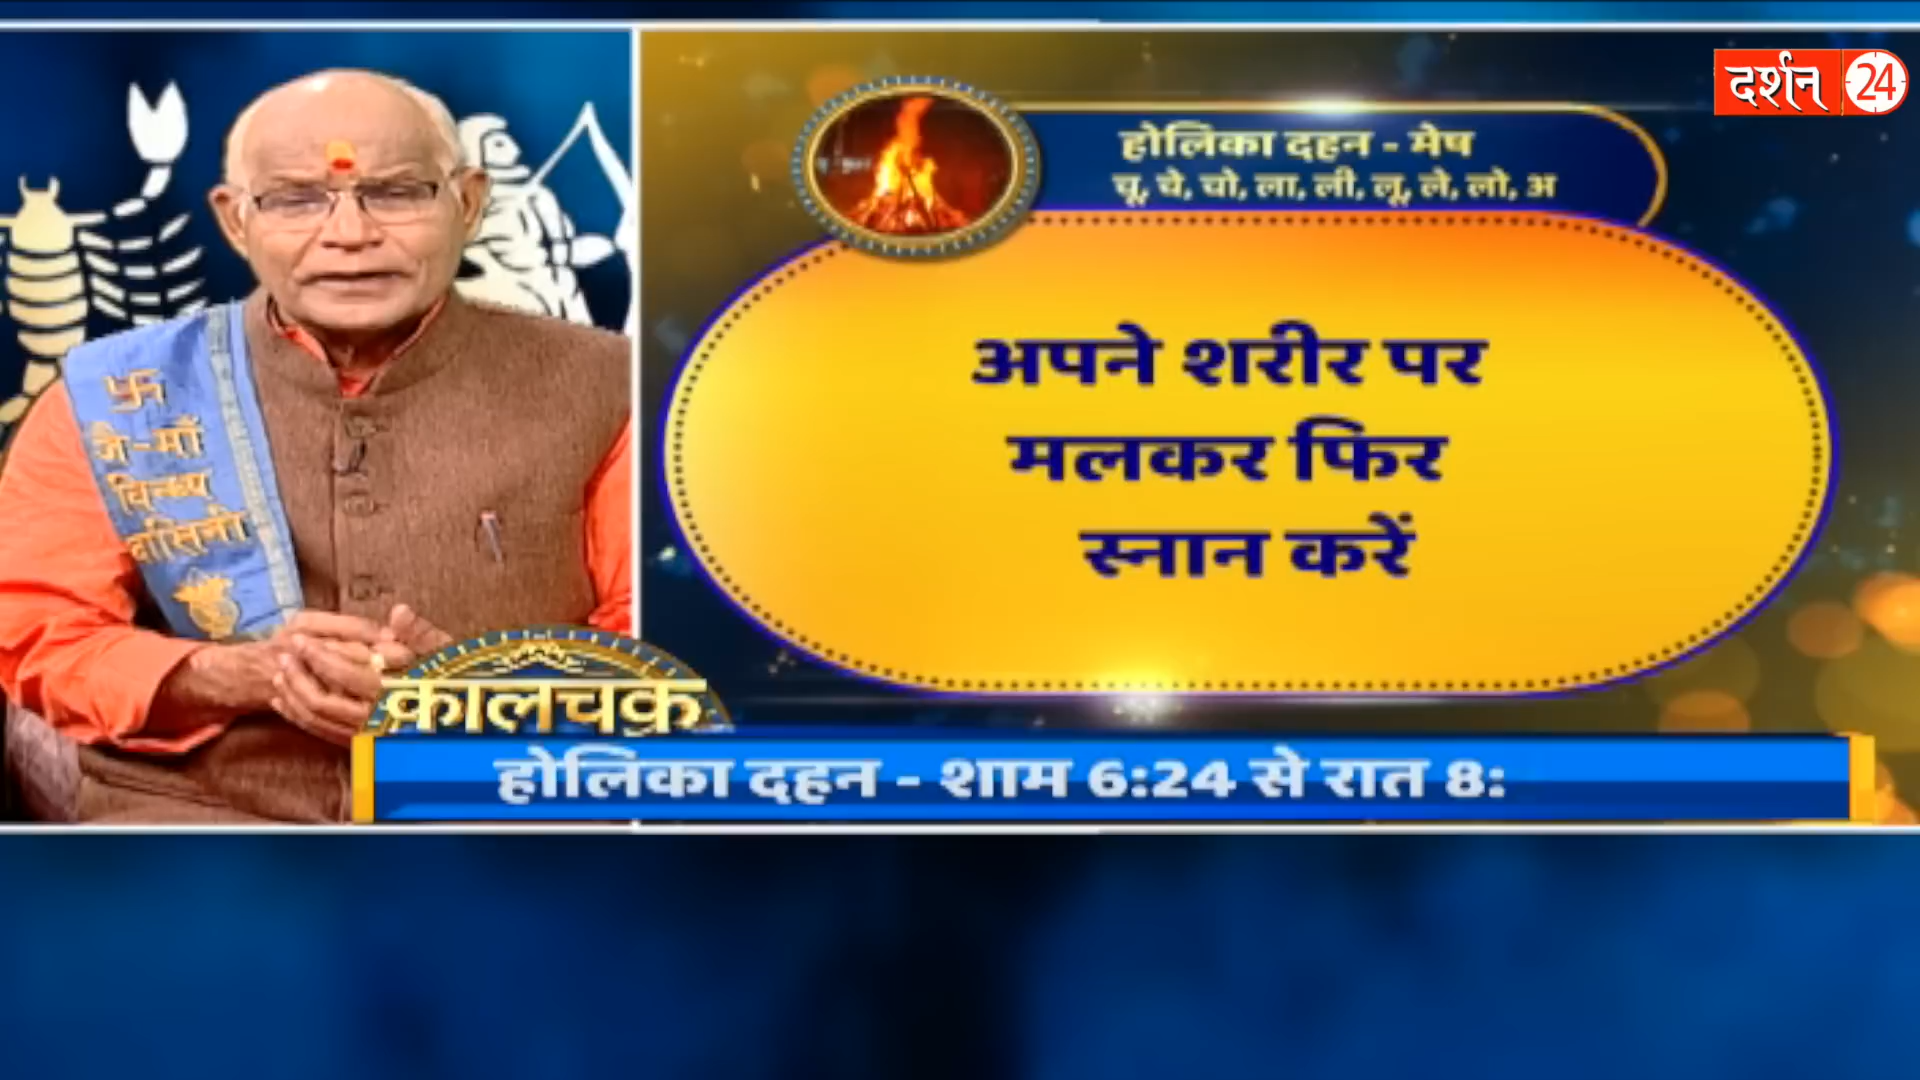 दर्शन 24
होलिका दहन - मेष
चू, चे, चो, ला, ली, लू, ले, लो, अ
अपने शरीर पर
मलकर फिर
स्नान करें
जै-माँ
विन्ध्य
वासिनी
कालचक्र
होलिका दहन - शाम 6:24 से रात 8: